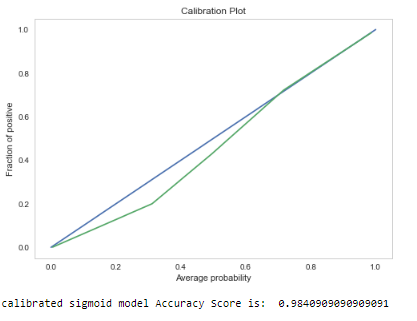 Calibration Plot
1.0
0.8
0.6
0.4
0.2
0.0
Fraction of positive
0.0 0.2 0.4 0.6 0.8 1.0
Average probability
calibrated sigmoid model Accuracy Score is: 0.9840909090909091